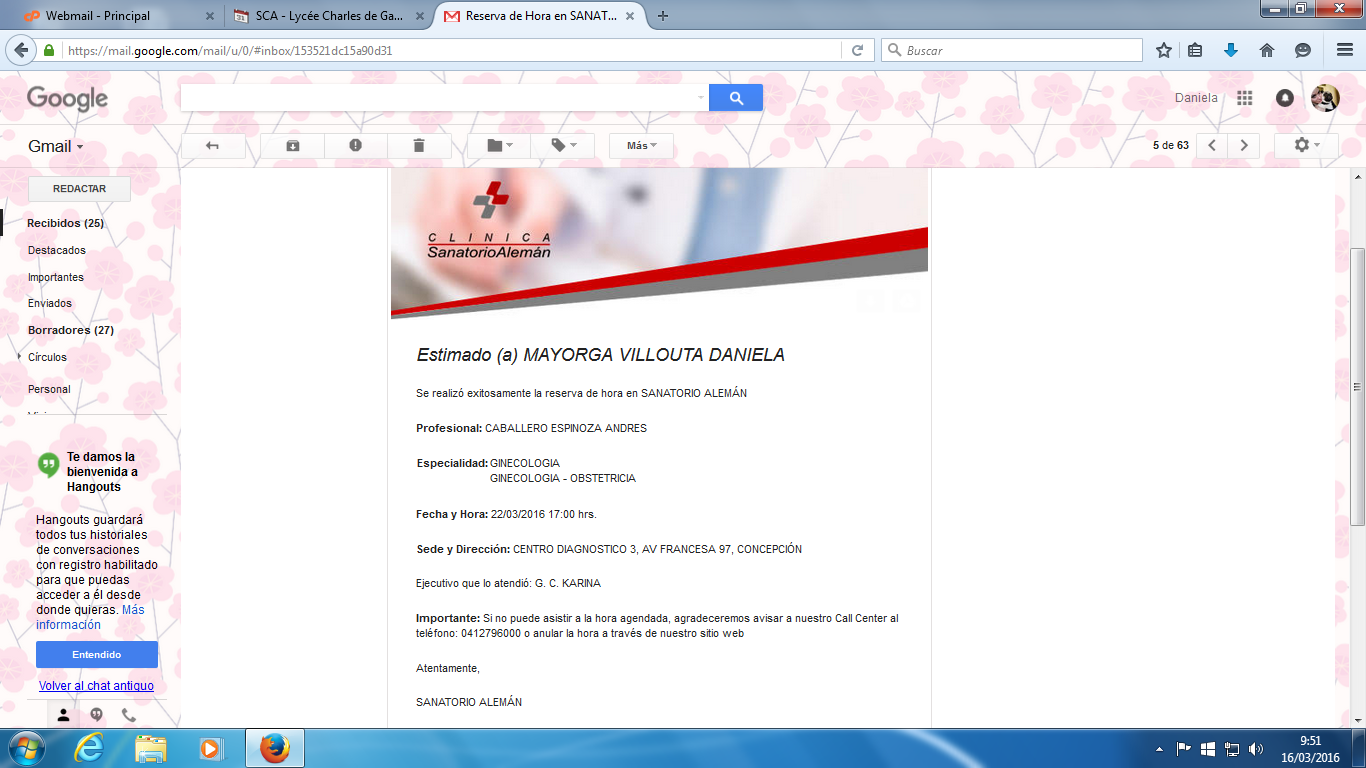 Webmail - Principal
SCA - Lycée Charles de Ga...
Reserva de Hora en SANAT...
https://mail.google.com/mail/u/0/#inbox/153521dc15a90d31
Buscar
Google
Daniela
Gmail
Más
5 de 63
REDACTAR
Recibidos (25)
Destacados
Importantes
Enviados
Borradores (27)
Círculos
Personal
Te damos la
bienvenida a
Hangouts
Hangouts guardará
todos tus historiales
de conversaciones
con registro habilitado
para que puedas
acceder a él desde
donde quieras. Más
información
Entendido
Volver al chat antiguo
CLINICA
SanatorioAlemán
Estimado (a) MAYORGA VILLOUTA DANIELA
Se realizó exitosamente la reserva de hora en SANATORIO ALEMÁN
Profesional: CABALLERO ESPINOZA ANDRES
Especialidad: GINECOLOGIA
GINECOLOGIA - OBSTETRICIA
Fecha y Hora: 22/03/2016 17:00 hrs.
Sede y Dirección: CENTRO DIAGNOSTICO 3, AV FRANCESA 97, CONCEPCIÓN
Ejecutivo que lo atendió: G. C. KARINA
Importante: Si no puede asistir a la hora agendada, agradeceremos avisar a nuestro Call Center al
teléfono: 0412796000 o anular la hora a través de nuestro sitio web
Atentamente,
SANATORIO ALEMÁN
9:51
16/03/2016